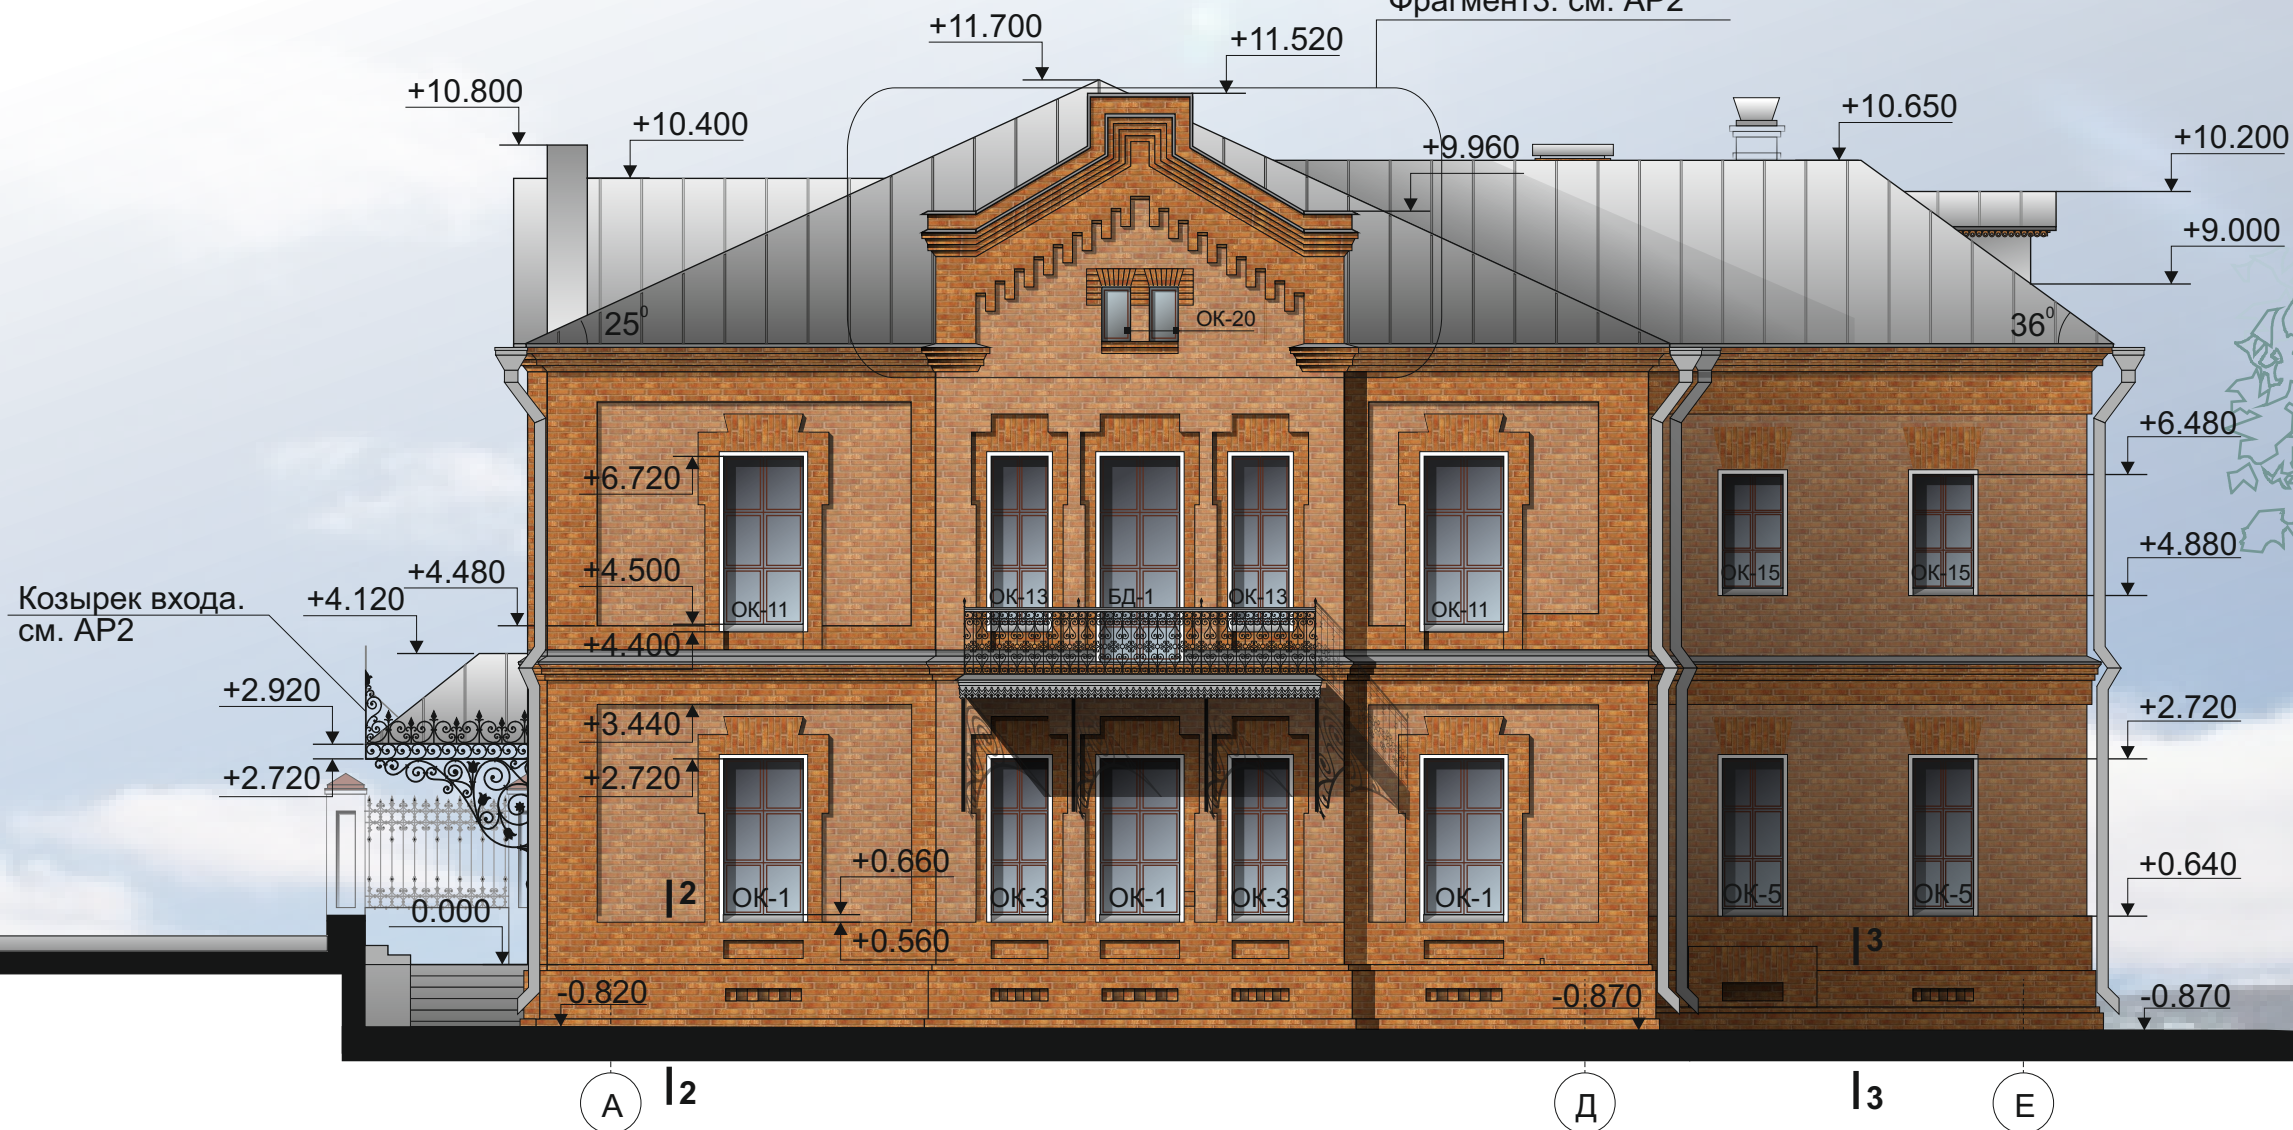 Фрагмент3. см. АР2
+11.700
+11.520
+10.800
+10.400
+10.650
+9.960
+10.200
+9.000
25⁰
ОК-20
36⁰
+6.720
+6.480
+4.500
+4.480
+4.880
ОК-15
ОК-15
Козырек входа.
см. АР2
+4.120
ОК-11
ОК-13
БД-1
ОК-13
ОК-11
+4.400
+2.920
+3.440
+2.720
+2.720
+2.720
+0.660
+0.640
2
ОК-1
ОК-3
ОК-1
ОК-3
ОК-1
ОК-5
ОК-5
0.000
+0.560
3
-0.820
-0.870
-0.870
А
2
Д
3
Е